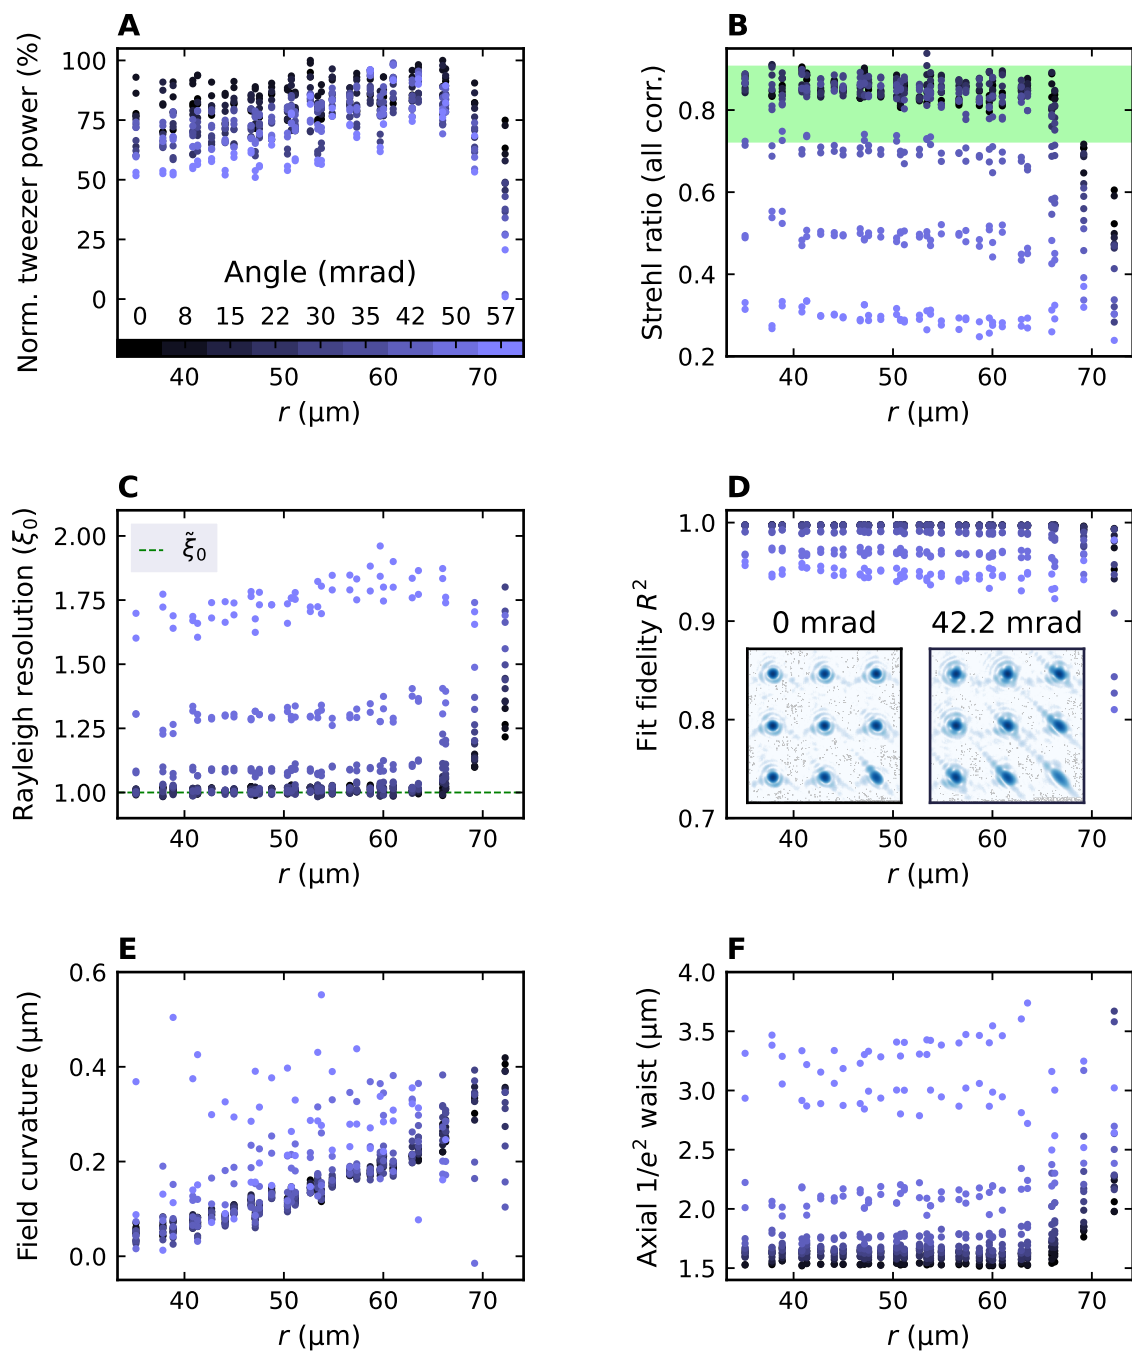 A
Norm. tweezer power (%)
100
75
50
25
0
Angle (mrad)
0 8 15 22 30 35 42 50 57
40 50 60 70
r (μm)
B
Strehl ratio (all corr.)
0.8
0.6
0.4
0.2
40 50 60 70
r (μm)
C
Rayleigh resolution (ξ₀)
2.00
1.75
1.50
1.25
1.00
ξ̃₀
40 50 60 70
r (μm)
D
Fit fidelity R²
1.0
0.9
0.8
0.7
0 mrad 42.2 mrad
40 50 60 70
r (μm)
E
Field curvature (μm)
0.6
0.4
0.2
0.0
40 50 60 70
r (μm)
F
Axial 1/e² waist (μm)
4.0
3.5
3.0
2.5
2.0
1.5
40 50 60 70
r (μm)